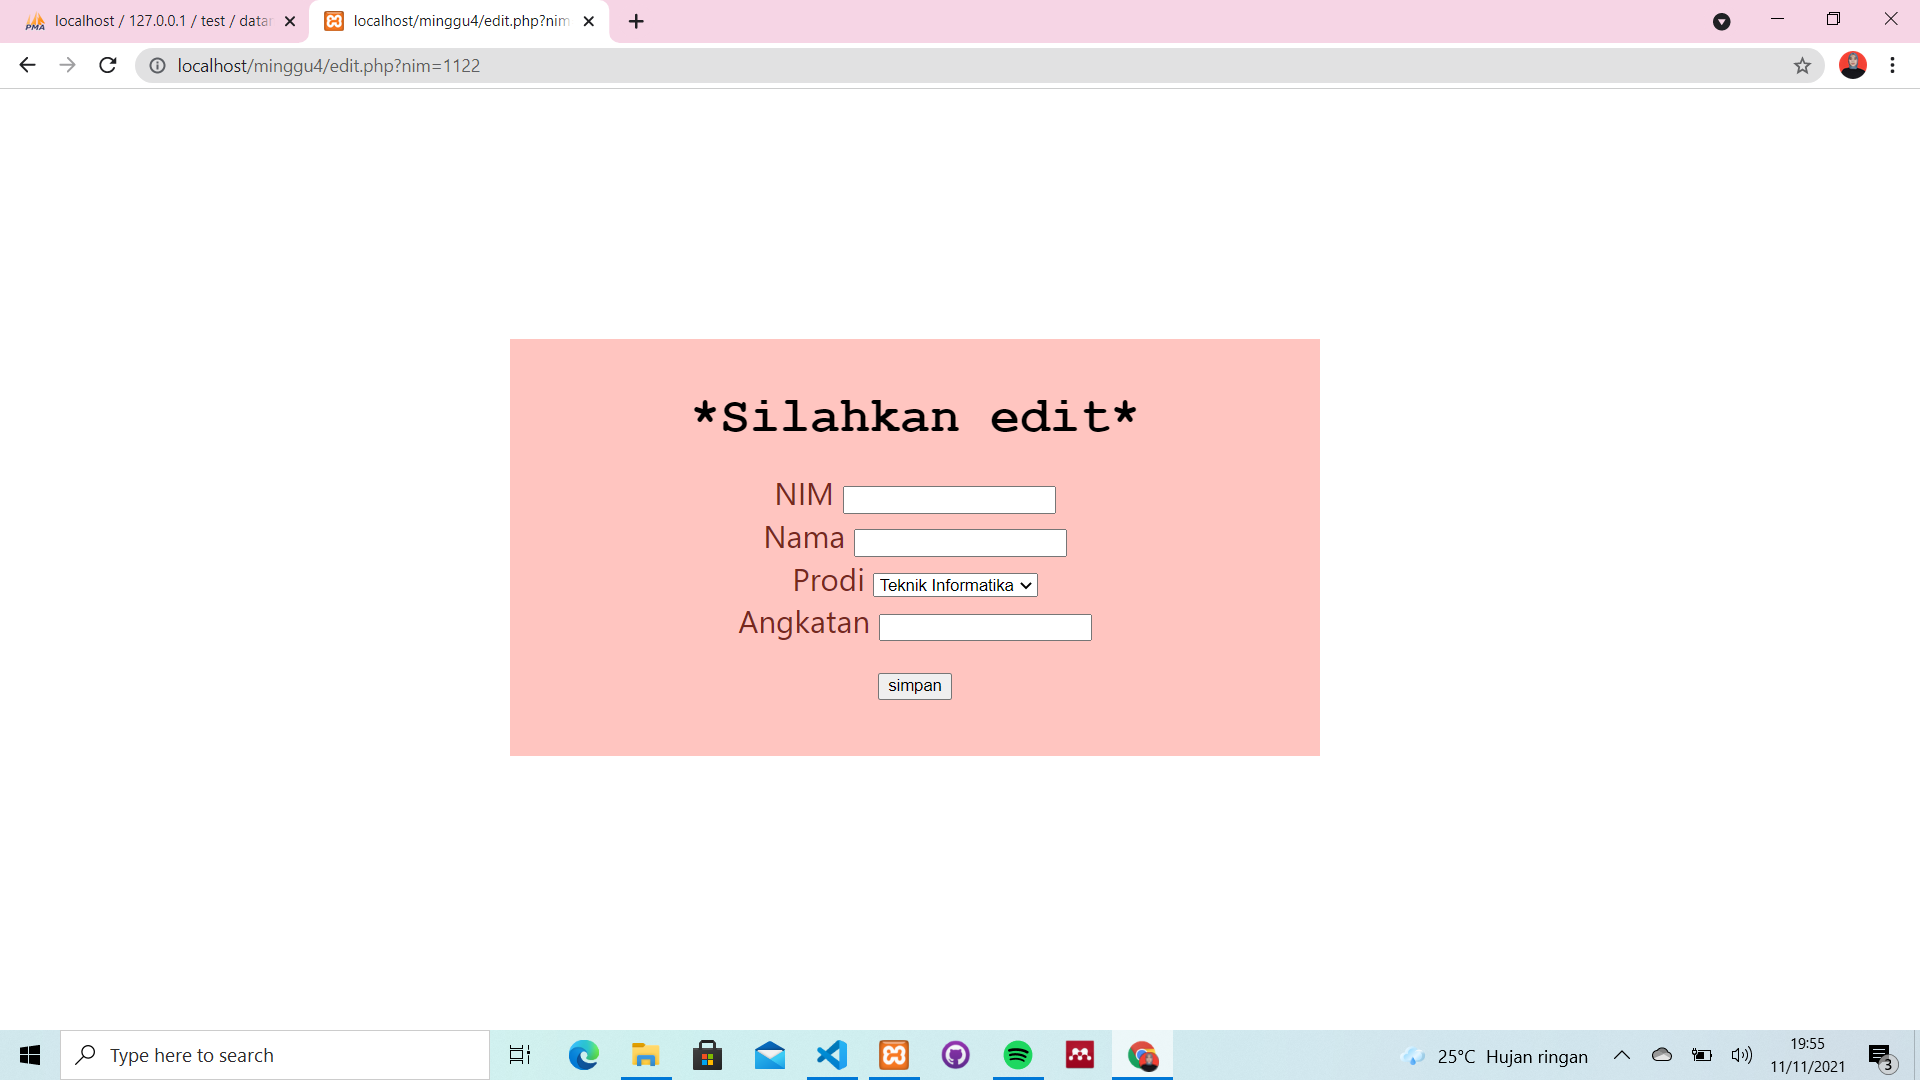 PMA localhost / 127.0.0.1 / test / datar
localhost/minggu4/edit.php?nim
localhost/minggu4/edit.php?nim=1122
*Silahkan edit*
NIM
Nama
Prodi Teknik Informatika
Angkatan
simpan
Type here to search
25°C Hujan ringan
19:55
11/11/2021
3